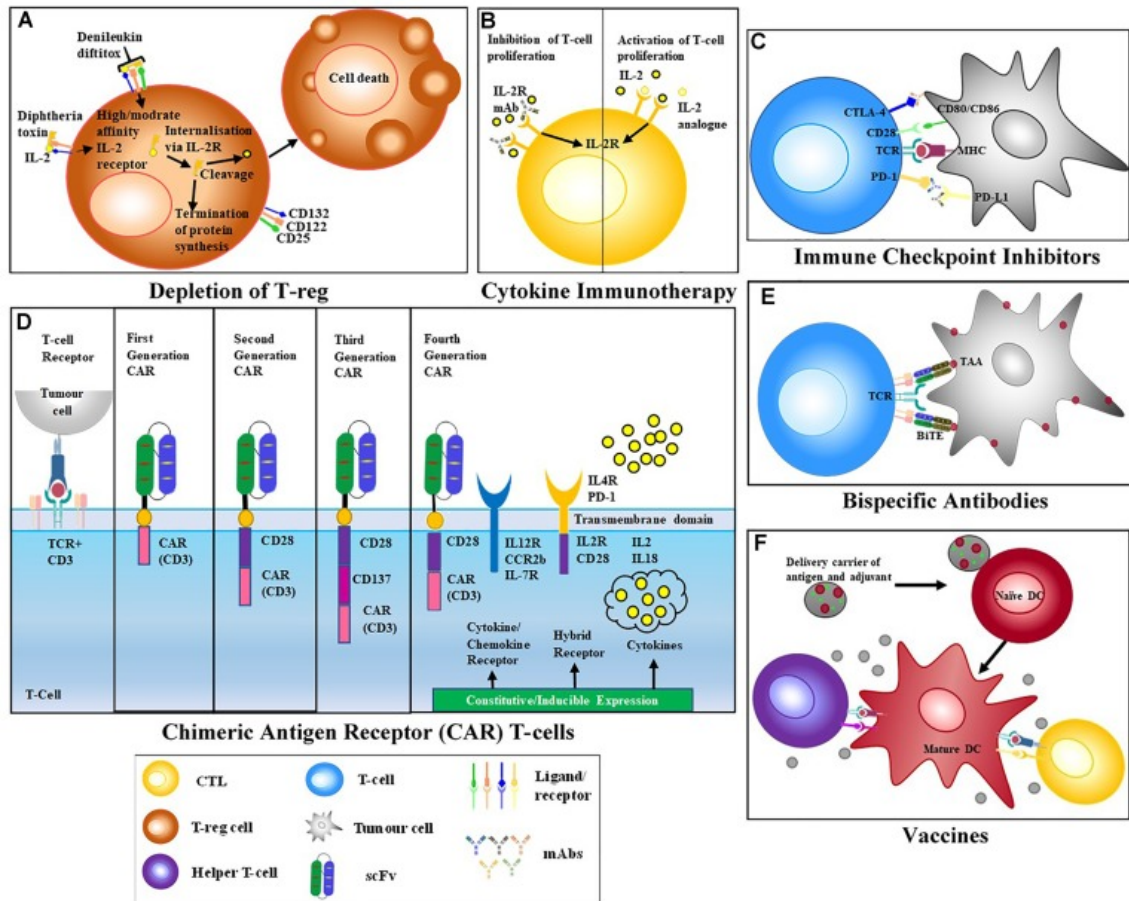 A
Denileukin
diftitox
Diphtheria
toxin
IL-2
High/modrate
affinity
IL-2
receptor
Internalisation
via IL-2R
Cleavage
Termination
of protein
synthesis
CD132
CD122
CD25
Cell death
Depletion of T-reg
B
Inhibition of T-cell
proliferation
Activation of T-cell
proliferation
IL-2R
mAb
IL-2
IL-2
analogue
IL-2R
Cytokine Immunotherapy
C
CTLA-4
CD80/CD86
CD28
TCR
MHC
PD-1
PD-L1
Immune Checkpoint Inhibitors
D
T-cell
Receptor
Tumour
cell
TCR+
CD3
T-Cell
First
Generation
CAR
CAR
(CD3)
Second
Generation
CAR
CD28
CAR
(CD3)
Third
Generation
CAR
CD28
CD137
CAR
(CD3)
Fourth
Generation
CAR
CD28
CAR
(CD3)
IL12R
CCR2b
IL-7R
IL4R
PD-1
Transmembrane domain
IL2R
CD28
IL2
IL18
Cytokine/
Chemokine
Receptor
Hybrid
Receptor
Cytokines
Constitutive/Inducible Expression
Chimeric Antigen Receptor (CAR) T-cells
E
TAA
TCR
BiTE
Bispecific Antibodies
F
Delivery carrier of
antigen and adjuvant
Naïve DC
Mature DC
Vaccines
CTL
T-cell
Ligand/
receptor
T-reg cell
Tumour cell
mAbs
Helper T-cell
scFv